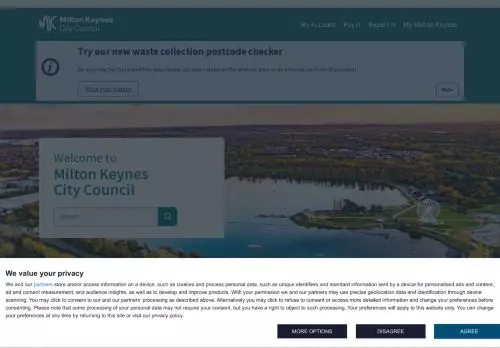 Milton Keynes
City Council
My Account
Pay it
Report it
My Milton Keynes
Try our new waste collection postcode checker
Hide
Welcome to
Milton Keynes
City Council
Search
We value your privacy
We and our partners store and/or access information on a device, such as cookies and process personal data, such as unique identifiers and standard information sent by a device for personalised ads and content,
ad and content measurement, and audience insights, as well as to develop and improve products. With your permission we and our partners may use precise geolocation data and identification through device
scanning. You may click to consent to our and our partners' processing as described above. Alternatively you may click to refuse to consent or access more detailed information and change your preferences before
consenting. Please note that some processing of your personal data may not require your consent, but you have a right to object to such processing. Your preferences will apply to this website only. You can change
your preferences at any time by returning to this site or visit our privacy policy.
MORE OPTIONS
DISAGREE
AGREE